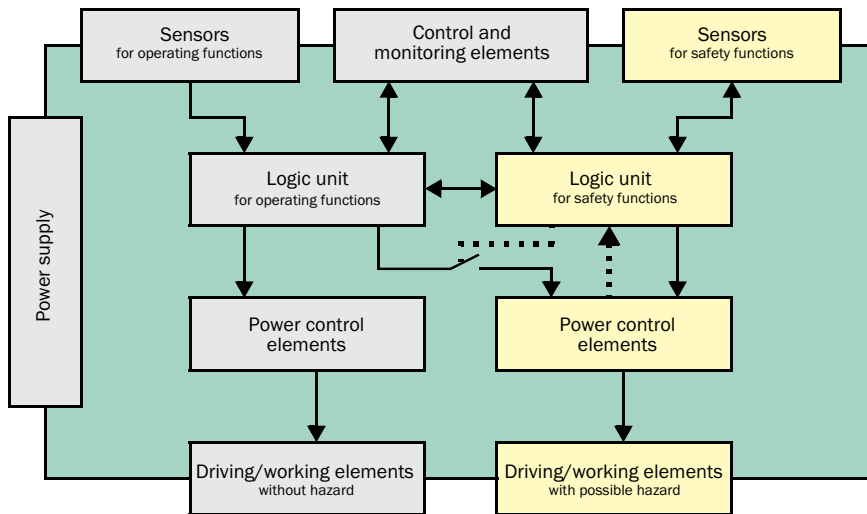 Sensors
for operating functions
Control and
monitoring elements
Sensors
for safety functions
Power supply
Logic unit
for operating functions
Logic unit
for safety functions
Power control
elements
Power control
elements
Driving/working elements
without hazard
Driving/working elements
with possible hazard